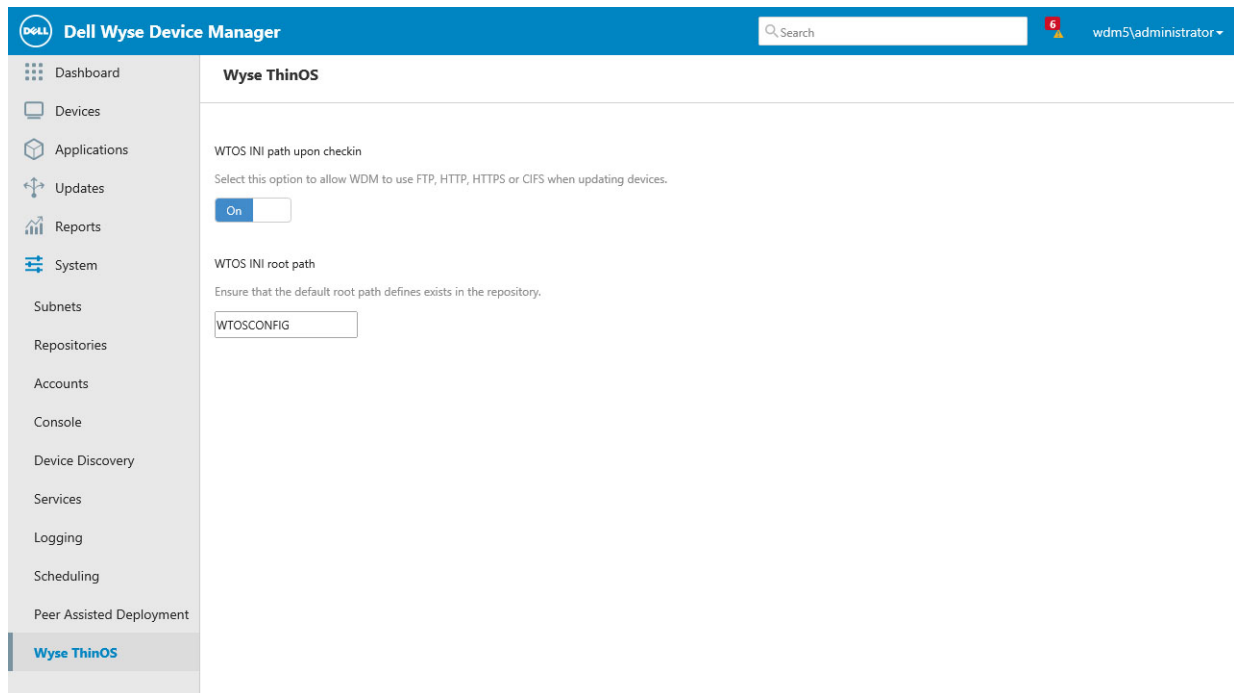 DELL
Dell Wyse Device Manager
Search
6
wdm5\administrator
Dashboard
Devices
Applications
Updates
Reports
System
Subnets
Repositories
Accounts
Console
Device Discovery
Services
Logging
Scheduling
Peer Assisted Deployment
Wyse ThinOS
Wyse ThinOS
WTOS INI path upon checkin
Select this option to allow WDM to use FTP, HTTP, HTTPS or CIFS when updating devices.
On
WTOS INI root path
Ensure that the default root path defines exists in the repository.
WTOSCONFIG